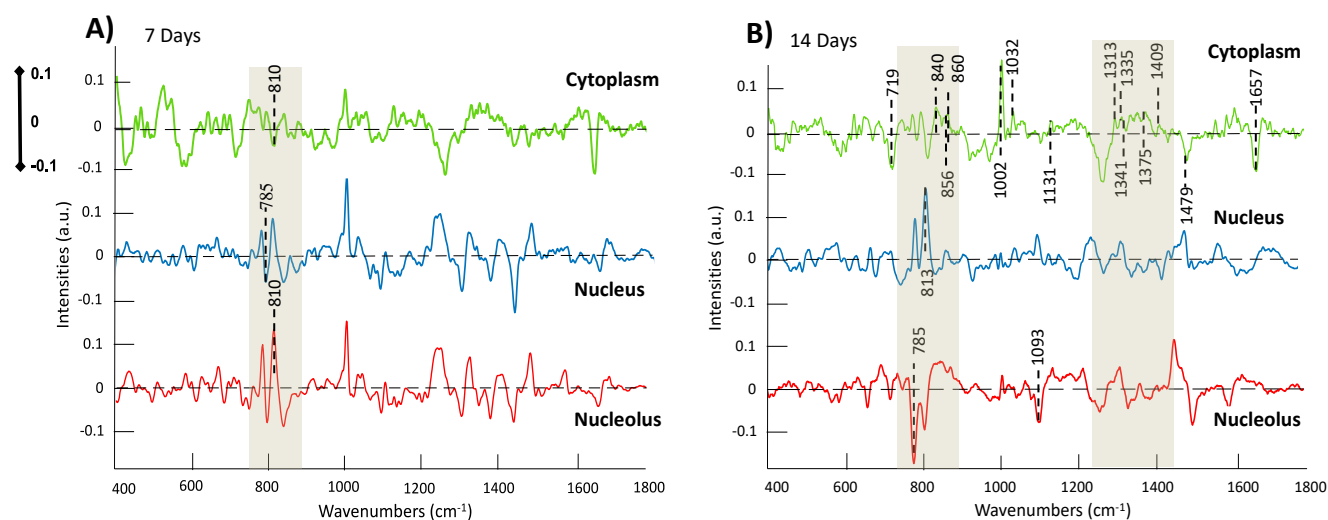 A)
7 Days
0.1
0
-0.1
Intensities (a.u.)
0.1
0
-0.1
0.1
0
-0.1
0.1
0
-0.1
Cytoplasm
810
785
Nucleus
810
Nucleolus
400 600 800 1000 1200 1400 1600 1800
Wavenumbers (cm⁻¹)
B)
14 Days
Intensities (a.u.)
0.1
0
-0.1
0.1
0
-0.1
0.1
0
-0.1
Cytoplasm
719
840
860
1032
1313
1335
1409
1657
856
1002
1131
1341
1375
1479
Nucleus
813
785
1093
Nucleolus
400 600 800 1000 1200 1400 1600 1800
Wavenumbers (cm⁻¹)